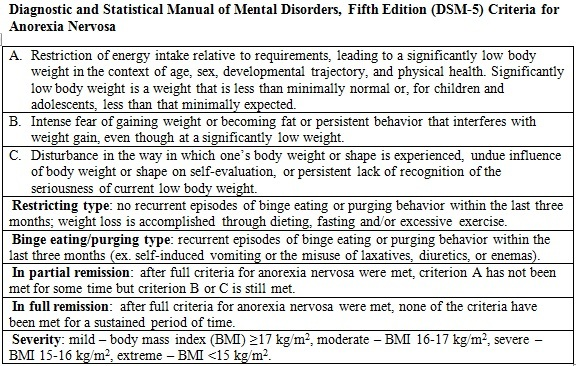 Diagnostic and Statistical Manual of Mental Disorders, Fifth Edition (DSM-5) Criteria for
Anorexia Nervosa
A. Restriction of energy intake relative to requirements, leading to a significantly low body
weight in the context of age, sex, developmental trajectory, and physical health. Significantly
low body weight is a weight that is less than minimally normal or, for children and
adolescents, less than that minimally expected.
B. Intense fear of gaining weight or becoming fat or persistent behavior that interferes with
weight gain, even though at a significantly low weight.
C. Disturbance in the way in which one's body weight or shape is experienced, undue influence
of body weight or shape on self-evaluation, or persistent lack of recognition of the
seriousness of current low body weight.
Restricting type: no recurrent episodes of binge eating or purging behavior within the last three
months; weight loss is accomplished through dieting, fasting and/or excessive exercise.
Binge eating/purging type: recurrent episodes of binge eating or purging behavior within the
last three months (ex. self-induced vomiting or the misuse of laxatives, diuretics, or enemas).
In partial remission: after full criteria for anorexia nervosa were met, criterion A has not been
met for some time but criterion B or C is still met.
In full remission: after full criteria for anorexia nervosa were met, none of the criteria have
been met for a sustained period of time.
Severity: mild – body mass index (BMI) ≥17 kg/m², moderate – BMI 16-17 kg/m², severe –
BMI 15-16 kg/m², extreme – BMI <15 kg/m².